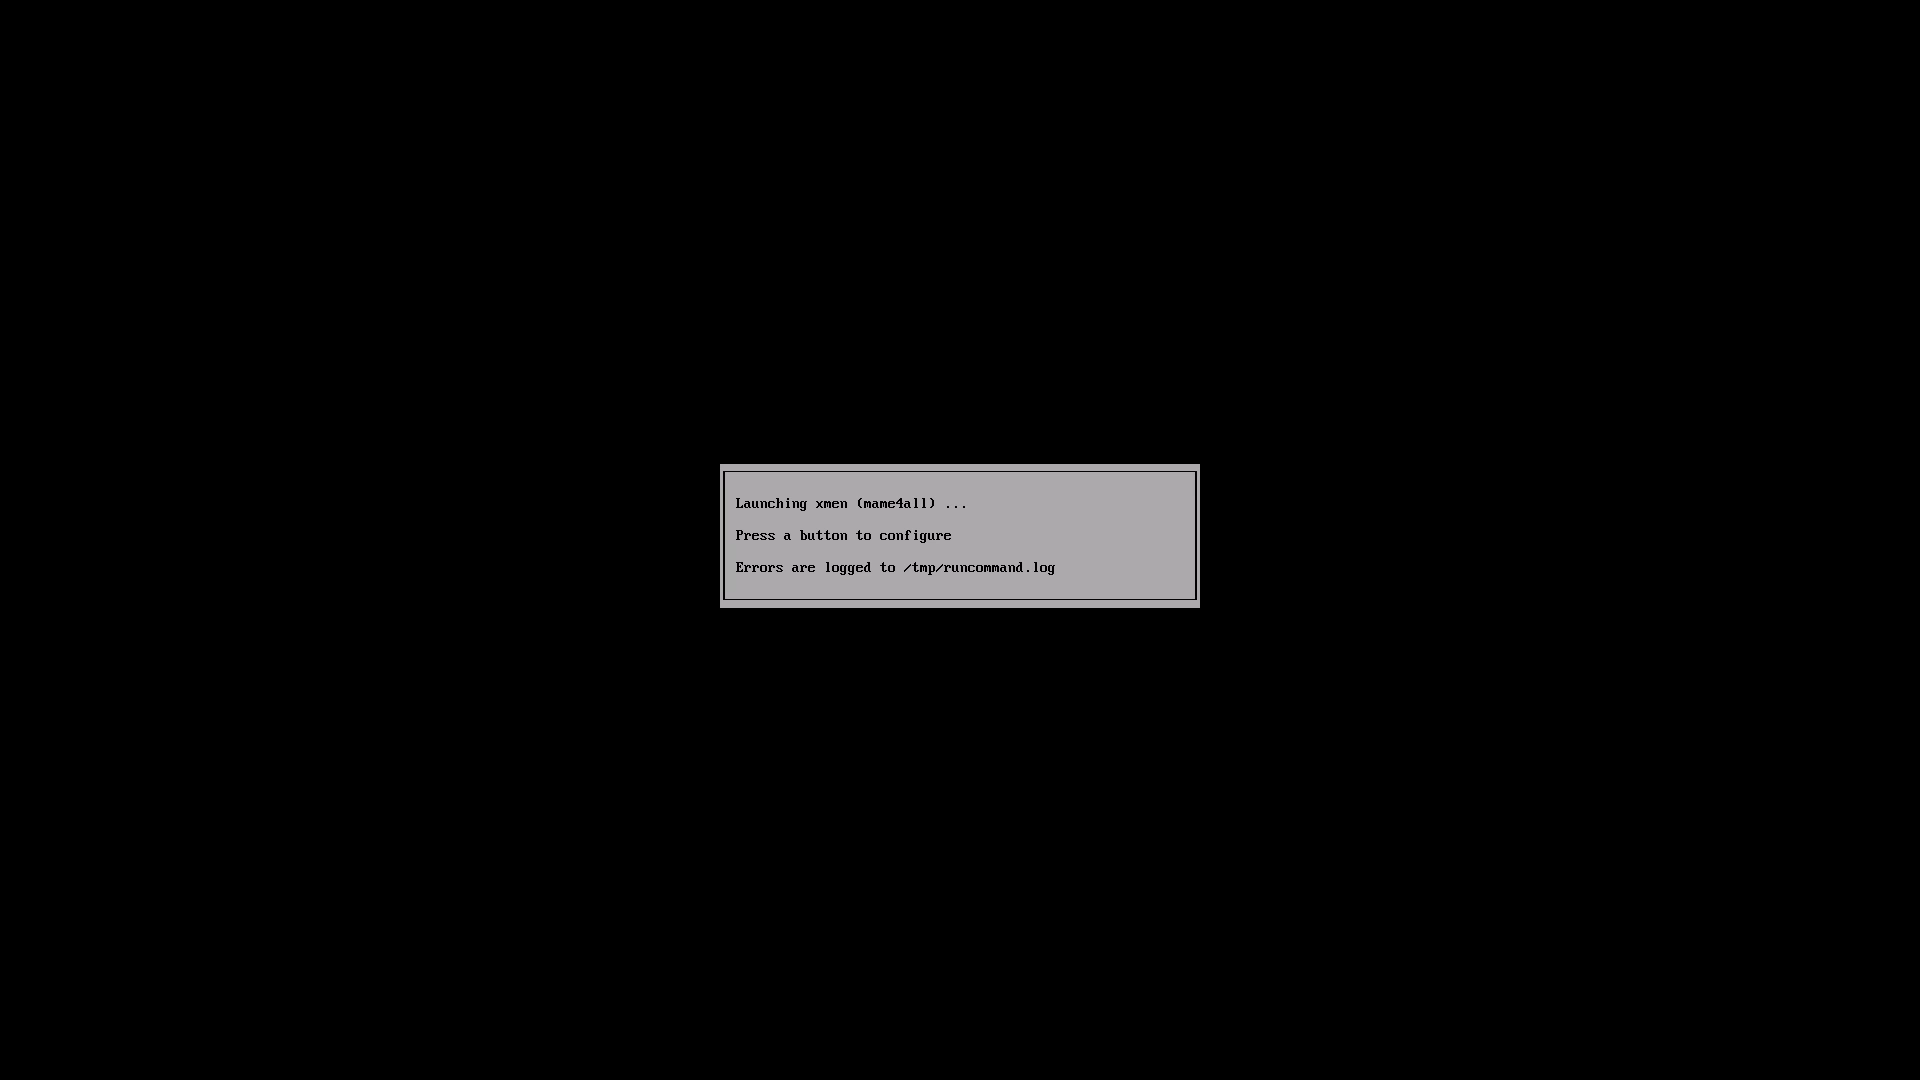 Launching xmen (mame4all) ...
Press a button to configure
Errors are logged to /tmp/runcommand.log